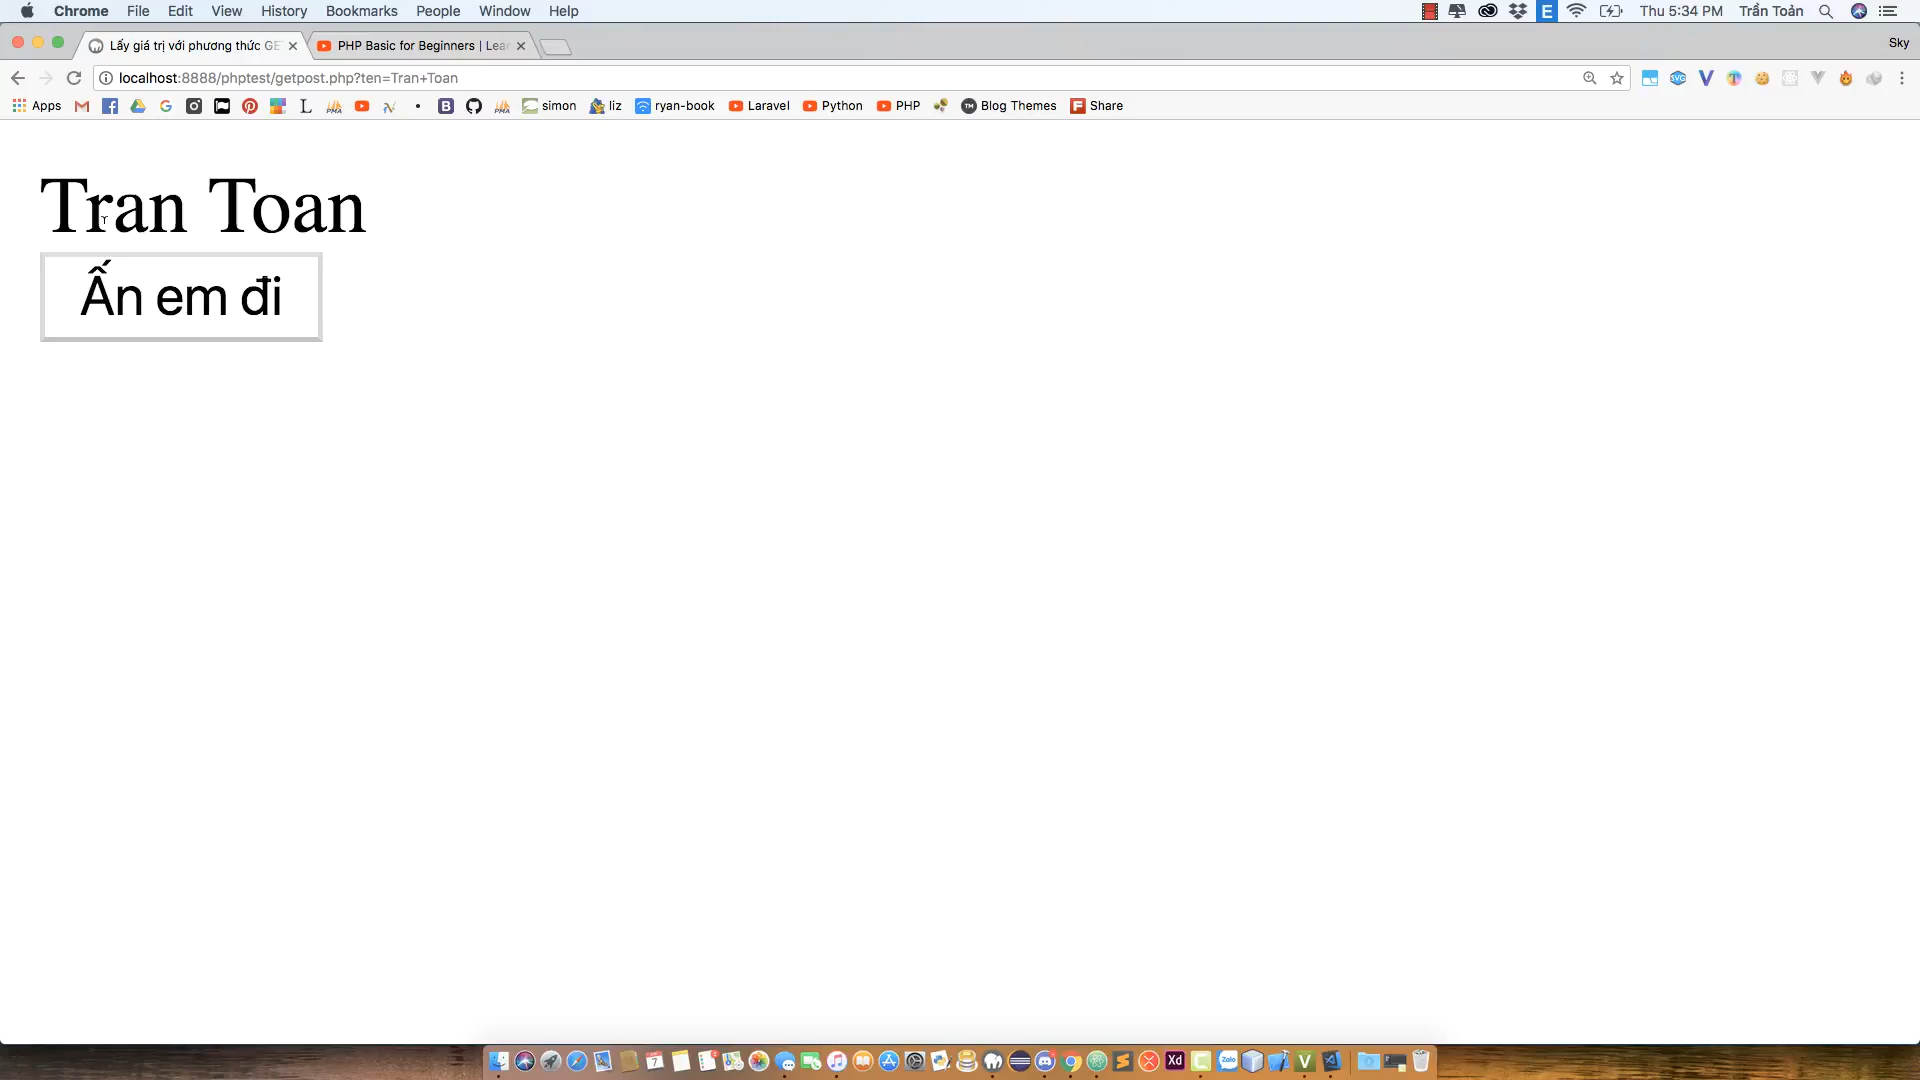 Chrome File Edit View History Bookmarks People Window Help E Thu 5:34 PM Trần Toản
Lấy giá trị với phương thức GE PHP Basic for Beginners | Lear Sky
localhost:8888/phptest/getpost.php?ten=Tran+Toan
Apps simon liz ryan-book Laravel Python PHP Blog Themes Share
Tran Toan
Ấn em đi